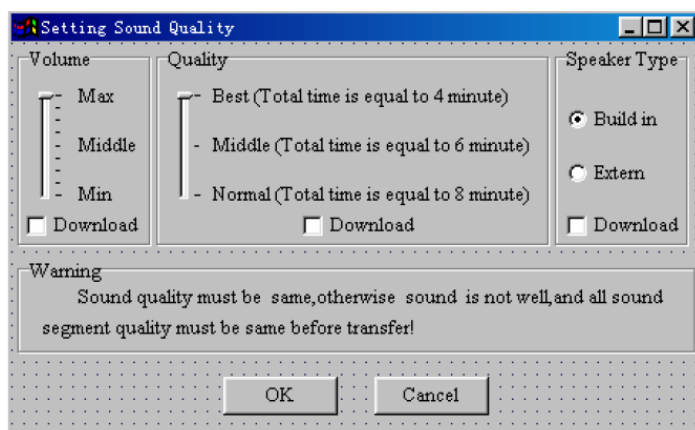 Setting Sound Quality
Volume
Max
Middle
Min
Download
Quality
Best (Total time is equal to 4 minute)
Middle (Total time is equal to 6 minute)
Normal (Total time is equal to 8 minute)
Download
Speaker Type
Build in
Extern
Download
Warning
Sound quality must be same,otherwise sound is not well,and all sound
segment quality must be same before transfer!
OK
Cancel